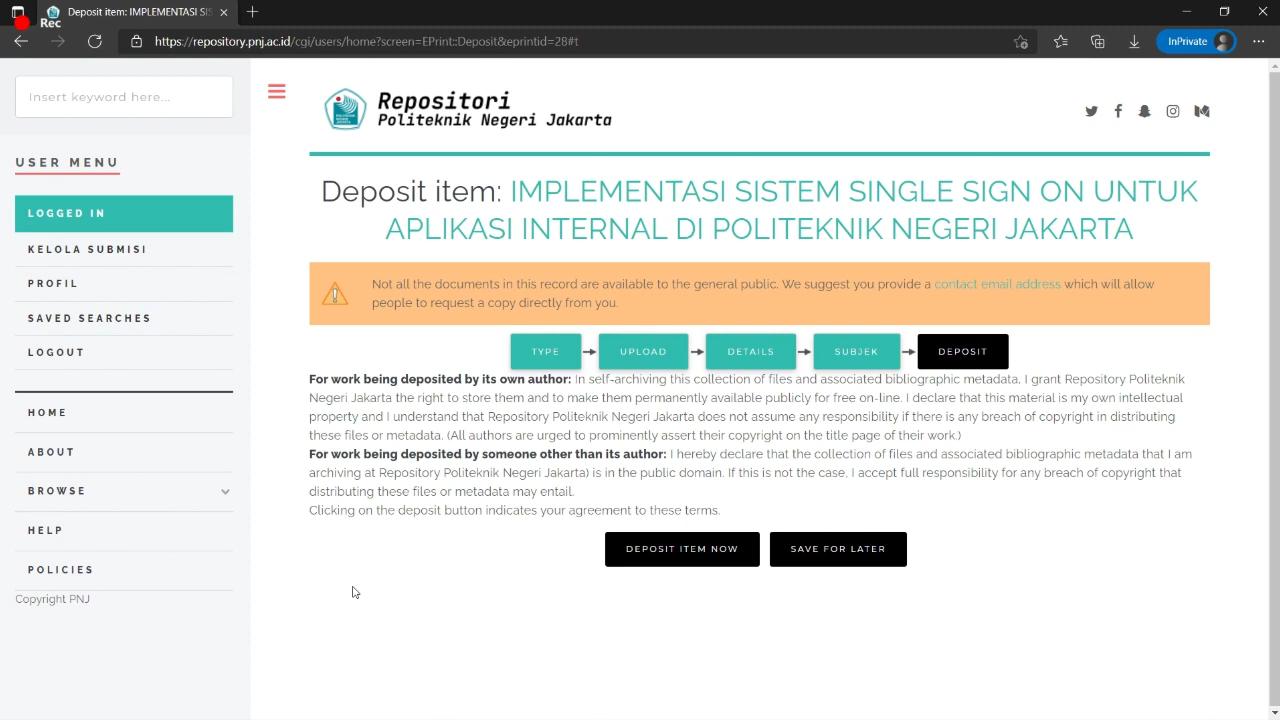 Rec
Deposit item: IMPLEMENTASI SIS
https://repository.pnj.ac.id/cgi/users/home?screen=EPrint::Deposit&eprintid=28#t
InPrivate
Insert keyword here...
USER MENU
LOGGED IN
KELOLA SUBMISI
PROFIL
SAVED SEARCHES
LOGOUT
HOME
ABOUT
BROWSE
HELP
POLICIES
Copyright PNJ
Repositori
Politeknik Negeri Jakarta
Deposit item: IMPLEMENTASI SISTEM SINGLE SIGN ON UNTUK
APLIKASI INTERNAL DI POLITEKNIK NEGERI JAKARTA
Not all the documents in this record are available to the general public. We suggest you provide a contact email address which will allow
people to request a copy directly from you.
TYPE
UPLOAD
DETAILS
SUBJEK
DEPOSIT
For work being deposited by its own author: In self-archiving this collection of files and associated bibliographic metadata, I grant Repository Politeknik
Negeri Jakarta the right to store them and to make them permanently available publicly for free on-line. I declare that this material is my own intellectual
property and I understand that Repository Politeknik Negeri Jakarta does not assume any responsibility if there is any breach of copyright in distributing
these files or metadata. (All authors are urged to prominently assert their copyright on the title page of their work.)
For work being deposited by someone other than its author: I hereby declare that the collection of files and associated bibliographic metadata that I am
archiving at Repository Politeknik Negeri Jakarta) is in the public domain. If this is not the case, I accept full responsibility for any breach of copyright that
distributing these files or metadata may entail.
Clicking on the deposit button indicates your agreement to these terms.
DEPOSIT ITEM NOW
SAVE FOR LATER